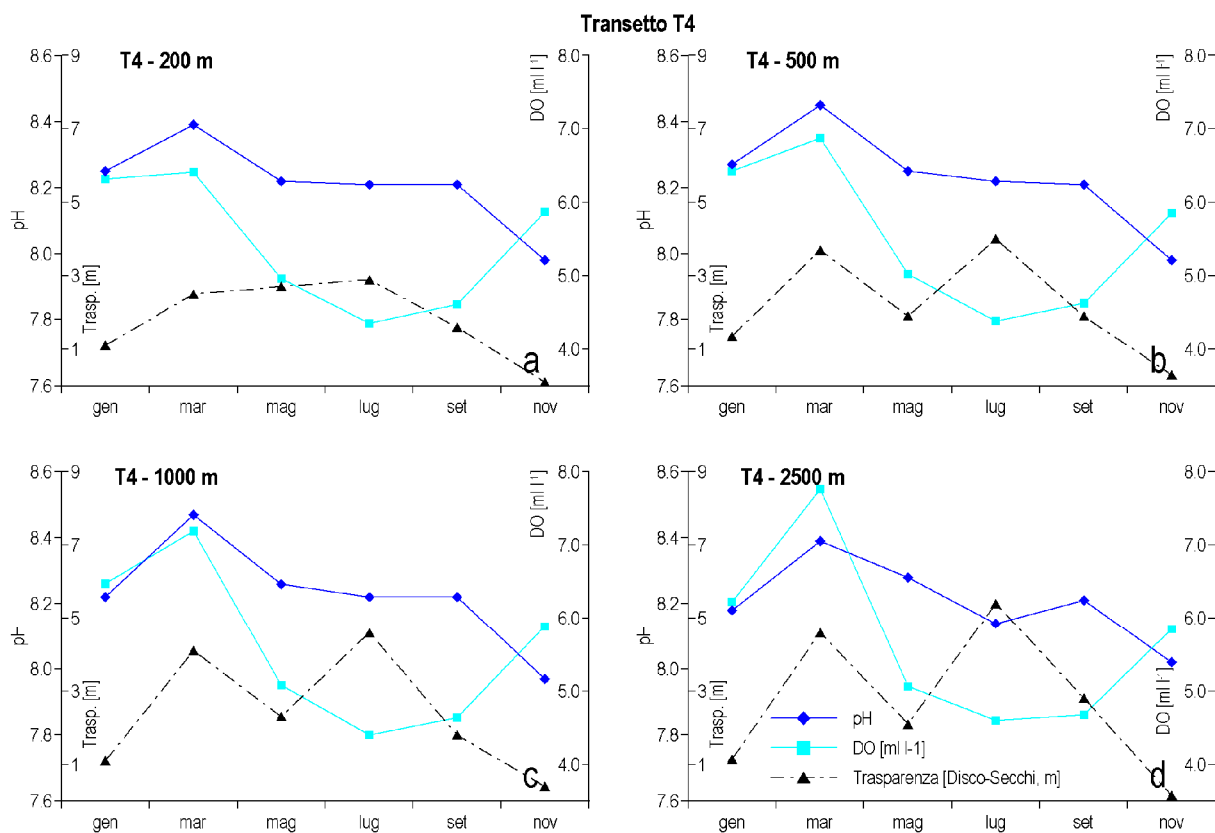 Transetto T4
T4 - 200 m
pH
8.6
8.4
8.2
8.0
7.8
7.6
Trasp. [m]
9
7
5
3
1
DO [ml l-1]
8.0
7.0
6.0
5.0
4.0
a
gen mar mag lug set nov
T4 - 500 m
pH
8.6
8.4
8.2
8.0
7.8
7.6
Trasp. [m]
9
7
5
3
1
DO [ml l-1]
8.0
7.0
6.0
5.0
4.0
b
gen mar mag lug set nov
T4 - 1000 m
pH
8.6
8.4
8.2
8.0
7.8
7.6
Trasp. [m]
9
7
5
3
1
DO [ml l-1]
8.0
7.0
6.0
5.0
4.0
c
gen mar mag lug set nov
T4 - 2500 m
pH
8.6
8.4
8.2
8.0
7.8
7.6
Trasp. [m]
9
7
5
3
1
DO [ml l-1]
8.0
7.0
6.0
5.0
4.0
pH
DO [ml l-1]
Trasparenza [Disco-Secchi, m]
d
gen mar mag lug set nov